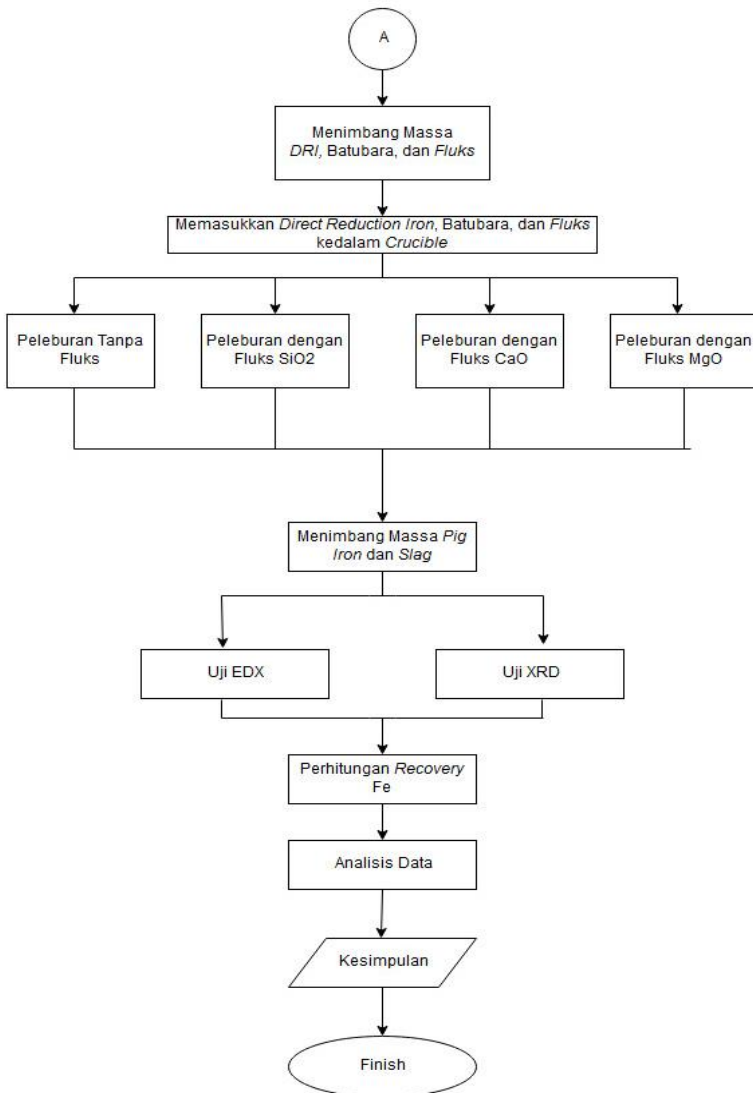 A
Menimbang Massa
DRI, Batubara, dan Fluks
Memasukkan Direct Reduction Iron, Batubara, dan Fluks
kedalam Crucible
Peleburan Tanpa
Fluks
Peleburan dengan
Fluks SiO2
Peleburan dengan
Fluks CaO
Peleburan dengan
Fluks MgO
Menimbang Massa Pig
Iron dan Slag
Uji EDX
Uji XRD
Perhitungan Recovery
Fe
Analisis Data
Kesimpulan
Finish